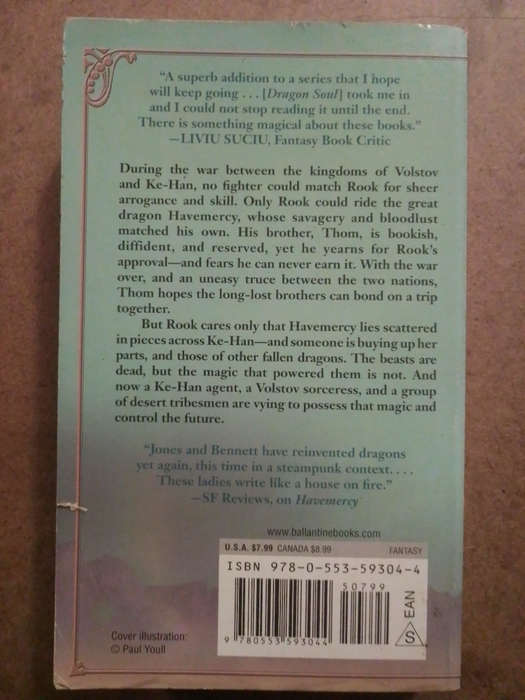 "A superb addition to a series that I hope
will keep going . . . [Dragon Soul] took me in
and I could not stop reading it until the end.
There is something magical about these books."
—LIVIU SUCIU, Fantasy Book Critic
During the war between the kingdoms of Volstov
and Ke-Han, no fighter could match Rook for sheer
arrogance and skill. Only Rook could ride the great
dragon Havemercy, whose savagery and bloodlust
matched his own. His brother, Thom, is bookish,
diffident, and reserved, yet he yearns for Rook's
approval—and fears he can never earn it. With the war
over, and an uneasy truce between the two nations,
Thom hopes the long-lost brothers can bond on a trip
together.
But Rook cares only that Havemercy lies scattered
in pieces across Ke-Han—and someone is buying up her
parts, and those of other fallen dragons. The beasts are
dead, but the magic that powered them is not. And
now a Ke-Han agent, a Volstov sorceress, and a group
of desert tribesmen are vying to possess that magic and
control the future.
"Jones and Bennett have reinvented dragons
yet again, this time in a steampunk context. . . .
These ladies write like a house on fire."
—SF Reviews, on Havemercy
www.ballantinebooks.com
U.S.A. $7.99 CANADA $8.99 FANTASY
ISBN 978-0-553-59304-4
50799
9 780553 593044
EAN
S
Cover illustration:
© Paul Youll